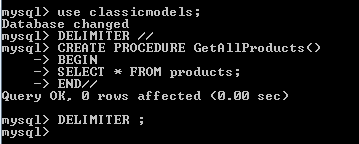 mysql> use classicmodels;
Database changed
mysql> DELIMITER //
mysql> CREATE PROCEDURE GetAllProducts()
    -> BEGIN
    -> SELECT * FROM products;
    -> END//
Query OK, 0 rows affected (0.00 sec)

mysql> DELIMITER ;
mysql>